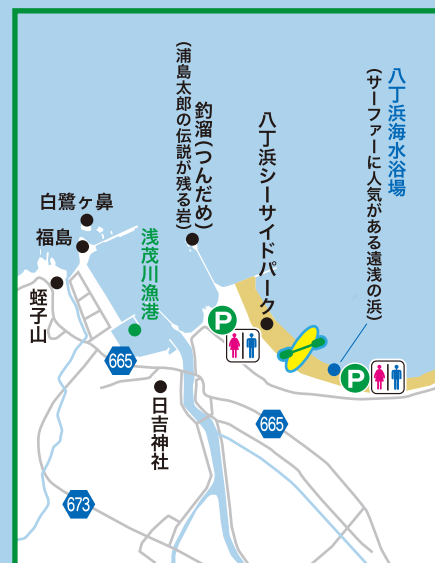 八丁浜海水浴場
(サーファーに人気がある遠浅の浜)
八丁浜シーサイドパーク
釣溜(つんだめ)
(浦島太郎の伝説が残る岩)
白鷺ヶ鼻
福島
浅茂川漁港
蛭子山
P
P
665
日吉神社
665
673